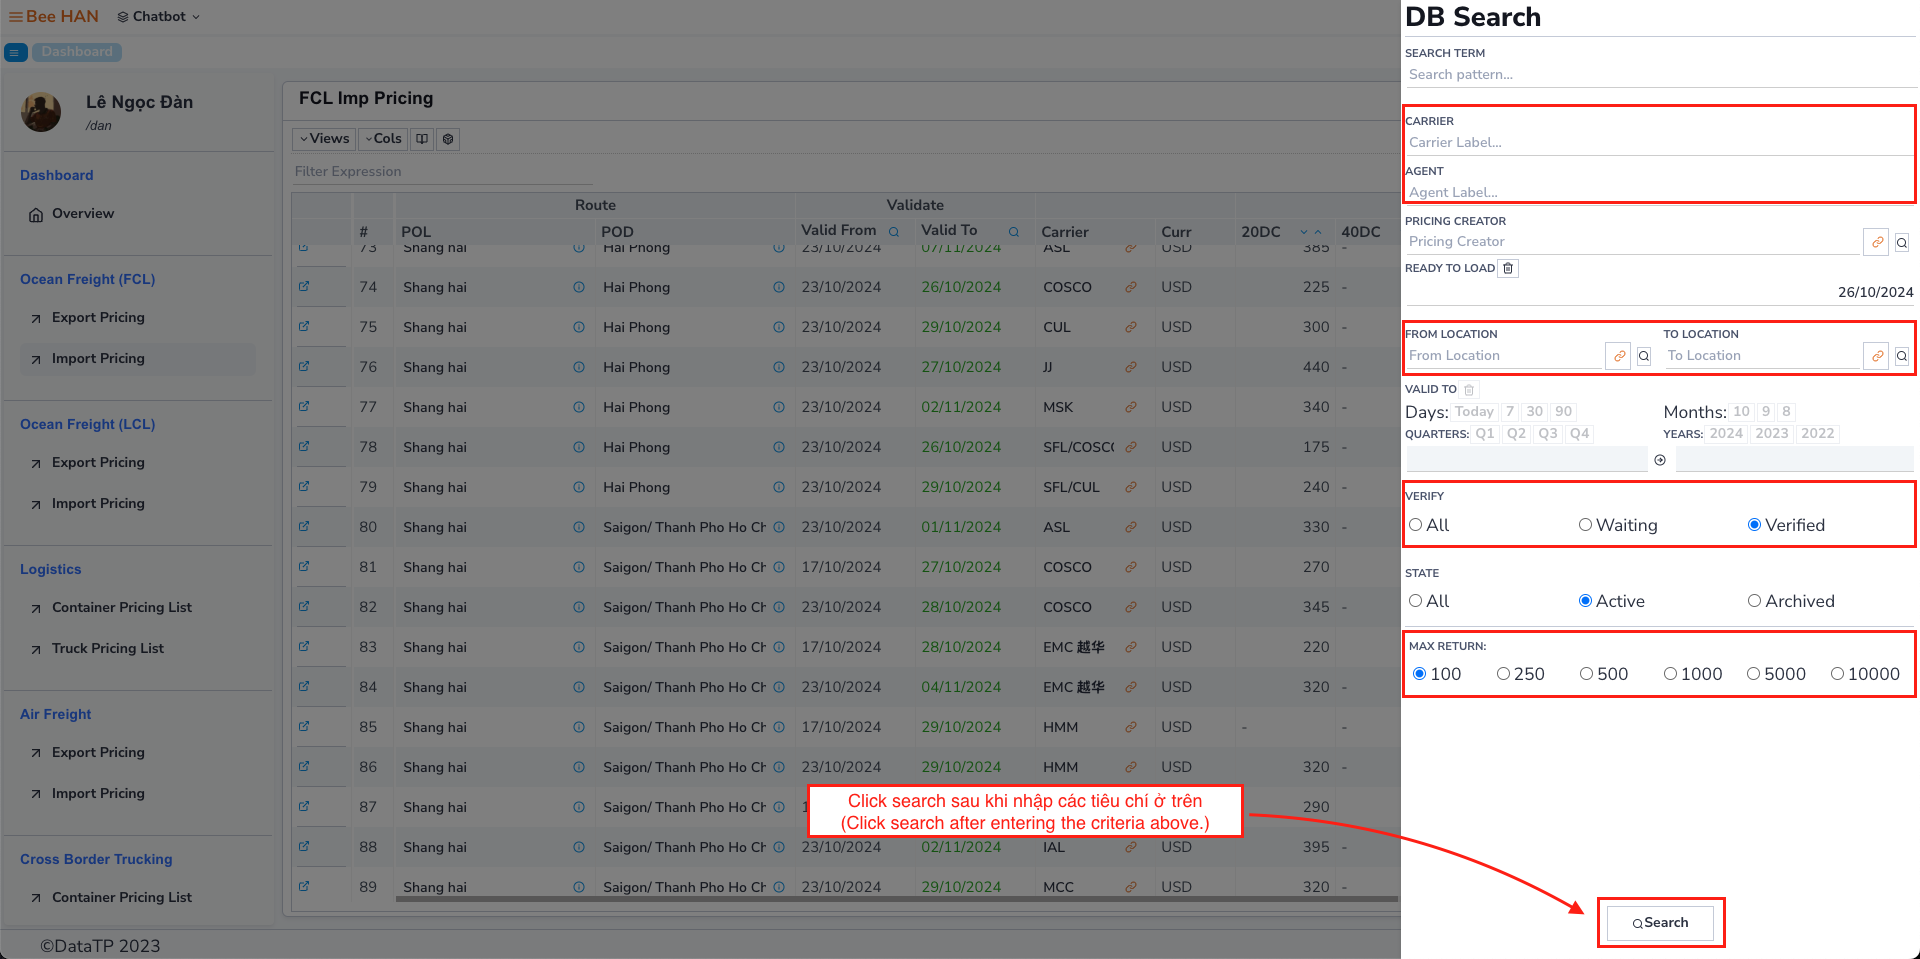 Bee HAN
Chatbot
Dashboard
Lê Ngọc Đàn
/dan
Dashboard
Overview
Ocean Freight (FCL)
Export Pricing
Import Pricing
Ocean Freight (LCL)
Export Pricing
Import Pricing
Logistics
Container Pricing List
Truck Pricing List
Air Freight
Export Pricing
Import Pricing
Cross Border Trucking
Container Pricing List
©DataTP 2023
FCL Imp Pricing
Views Cols
Filter Expression
Route Validate
# POL POD Valid From Valid To Carrier Curr 20DC 40DC
73 Shang hai Hai Phong 23/10/2024 07/11/2024 ASL USD 385 -
74 Shang hai Hai Phong 23/10/2024 26/10/2024 COSCO USD 225 -
75 Shang hai Hai Phong 23/10/2024 29/10/2024 CUL USD 300 -
76 Shang hai Hai Phong 23/10/2024 27/10/2024 JJ USD 440 -
77 Shang hai Hai Phong 23/10/2024 02/11/2024 MSK USD 340 -
78 Shang hai Hai Phong 23/10/2024 26/10/2024 SFL/COSCO USD 175 -
79 Shang hai Hai Phong 23/10/2024 29/10/2024 SFL/CUL USD 240 -
80 Shang hai Saigon/ Thanh Pho Ho Ch 23/10/2024 01/11/2024 ASL USD 330 -
81 Shang hai Saigon/ Thanh Pho Ho Ch 17/10/2024 27/10/2024 COSCO USD 270
82 Shang hai Saigon/ Thanh Pho Ho Ch 23/10/2024 28/10/2024 COSCO USD 345 -
83 Shang hai Saigon/ Thanh Pho Ho Ch 17/10/2024 28/10/2024 EMC 越华 USD 220
84 Shang hai Saigon/ Thanh Pho Ho Ch 23/10/2024 04/11/2024 EMC 越华 USD 320 -
85 Shang hai Saigon/ Thanh Pho Ho Ch 17/10/2024 29/10/2024 HMM USD - -
86 Shang hai Saigon/ Thanh Pho Ho Ch 23/10/2024 29/10/2024 HMM USD 320 -
87 Shang hai Saigon/ Thanh Pho Ho Ch 290 -
88 Shang hai Saigon/ Thanh Pho Ho Ch 23/10/2024 02/11/2024 IAL USD 395 -
89 Shang hai Saigon/ Thanh Pho Ho Ch 23/10/2024 29/10/2024 MCC USD 320 -
Click search sau khi nhập các tiêu chí ở trên
(Click search after entering the criteria above.)
DB Search
SEARCH TERM
Search pattern...
CARRIER
Carrier Label...
AGENT
Agent Label...
PRICING CREATOR
Pricing Creator
READY TO LOAD
26/10/2024
FROM LOCATION TO LOCATION
From Location To Location
VALID TO
Days: Today 7 30 90 Months: 10 9 8
QUARTERS: Q1 Q2 Q3 Q4 YEARS: 2024 2023 2022
VERIFY
All Waiting Verified
STATE
All Active Archived
MAX RETURN:
100 250 500 1000 5000 10000
Search